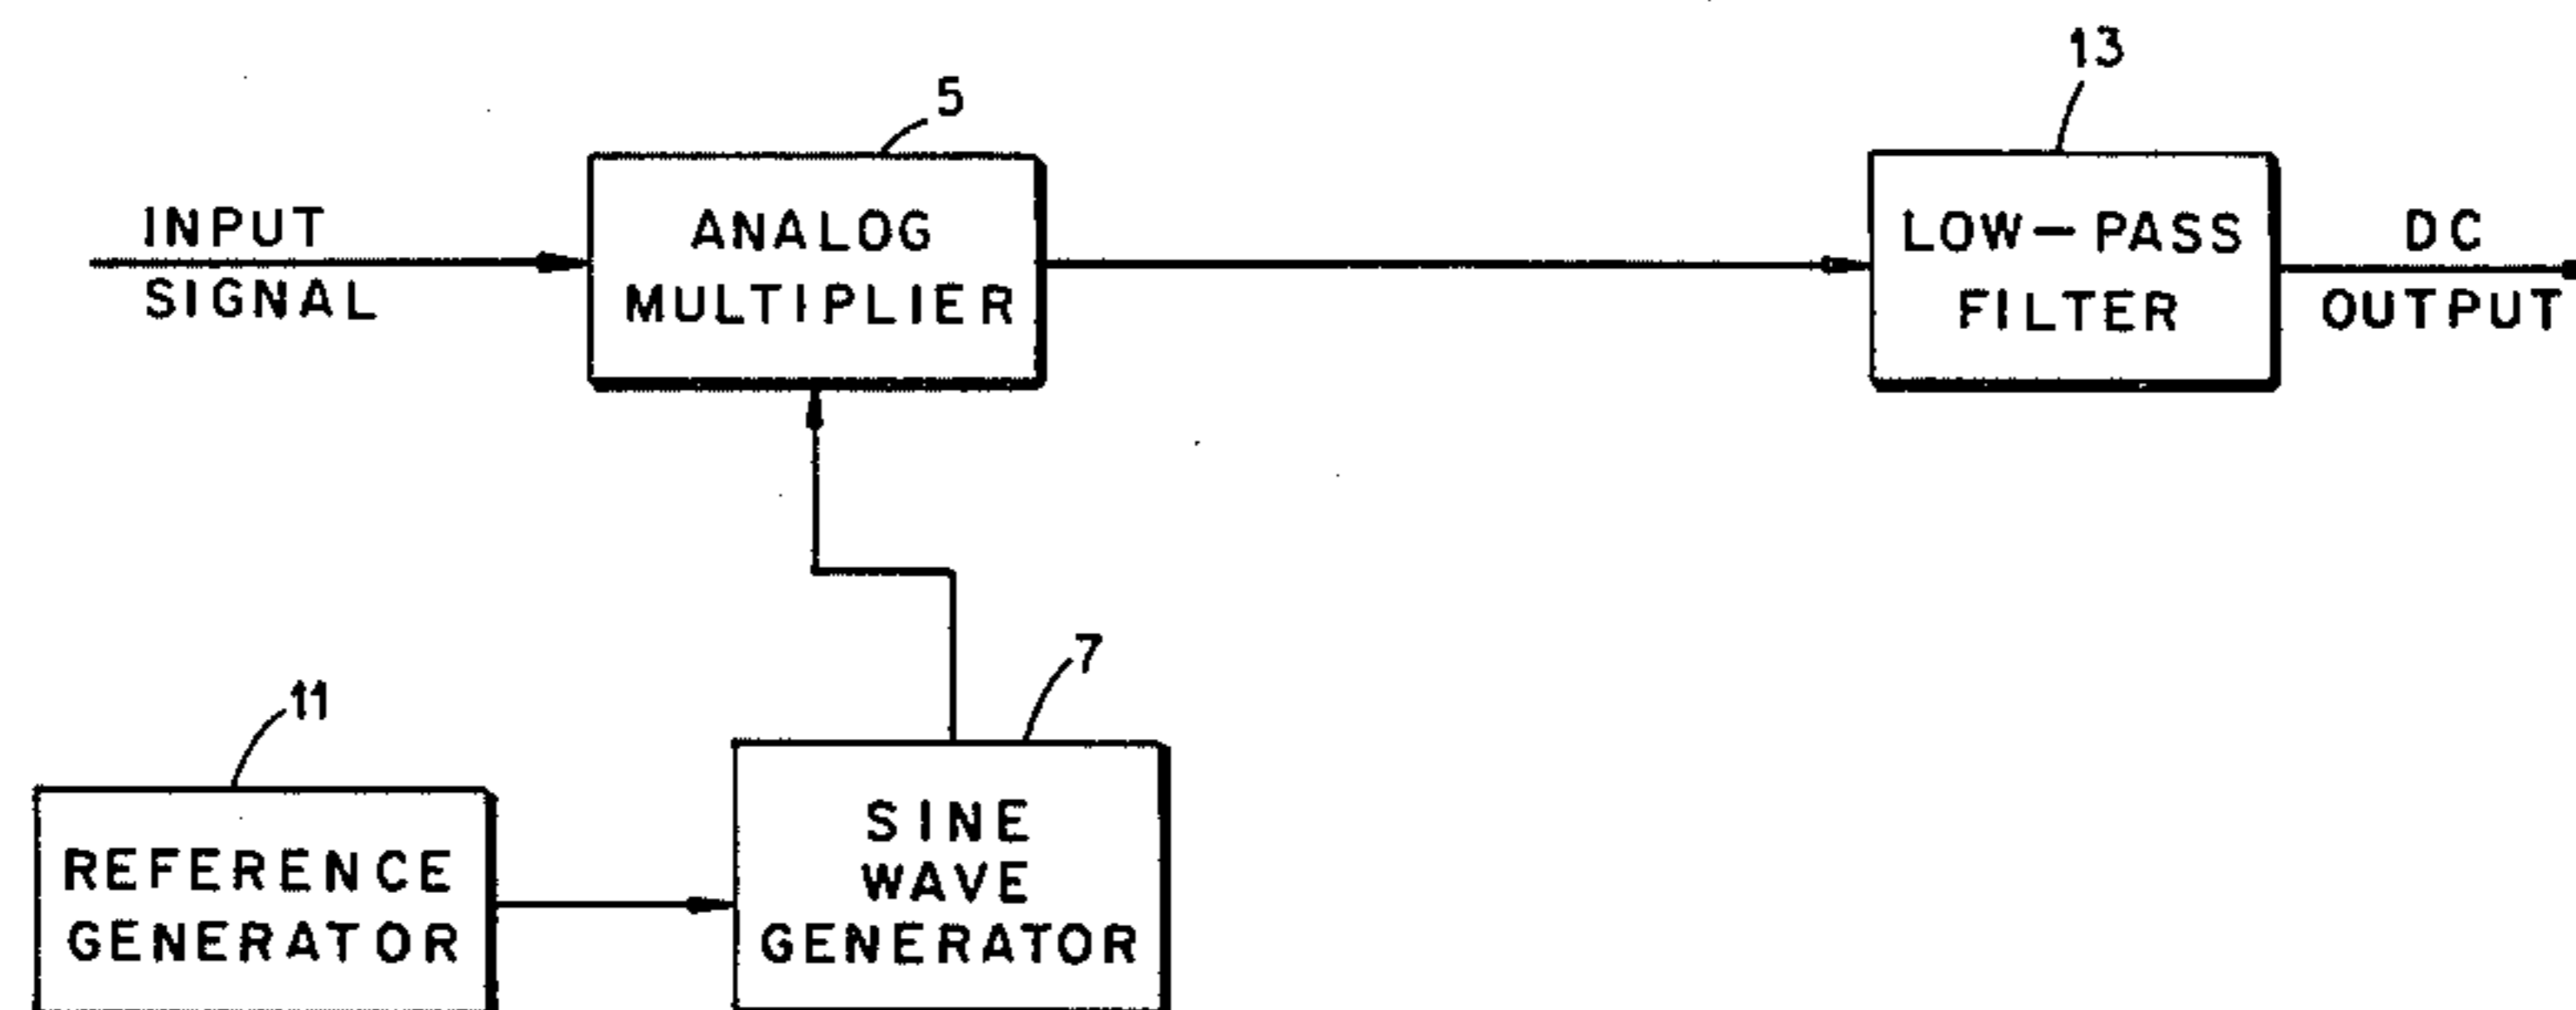 13
5
INPUT
SIGNAL
ANALOG
MULTIPLIER
LOW-PASS
FILTER
DC
OUTPUT
7
11
SINE
WAVE
GENERATOR
REFERENCE
GENERATOR